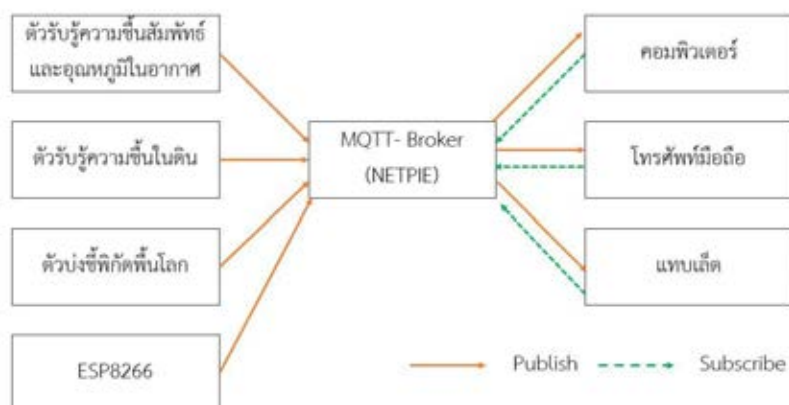 ตัวรับรู้ความชื้นสัมพัทธ์
และอุณหภูมิในอากาศ
ตัวรับรู้ความชื้นในดิน
ตัวบ่งชี้พิกัดพื้นโลก
ESP8266
MQTT- Broker
(NETPIE)
คอมพิวเตอร์
โทรศัพท์มือถือ
แทบเล็ต
Publish
Subscribe